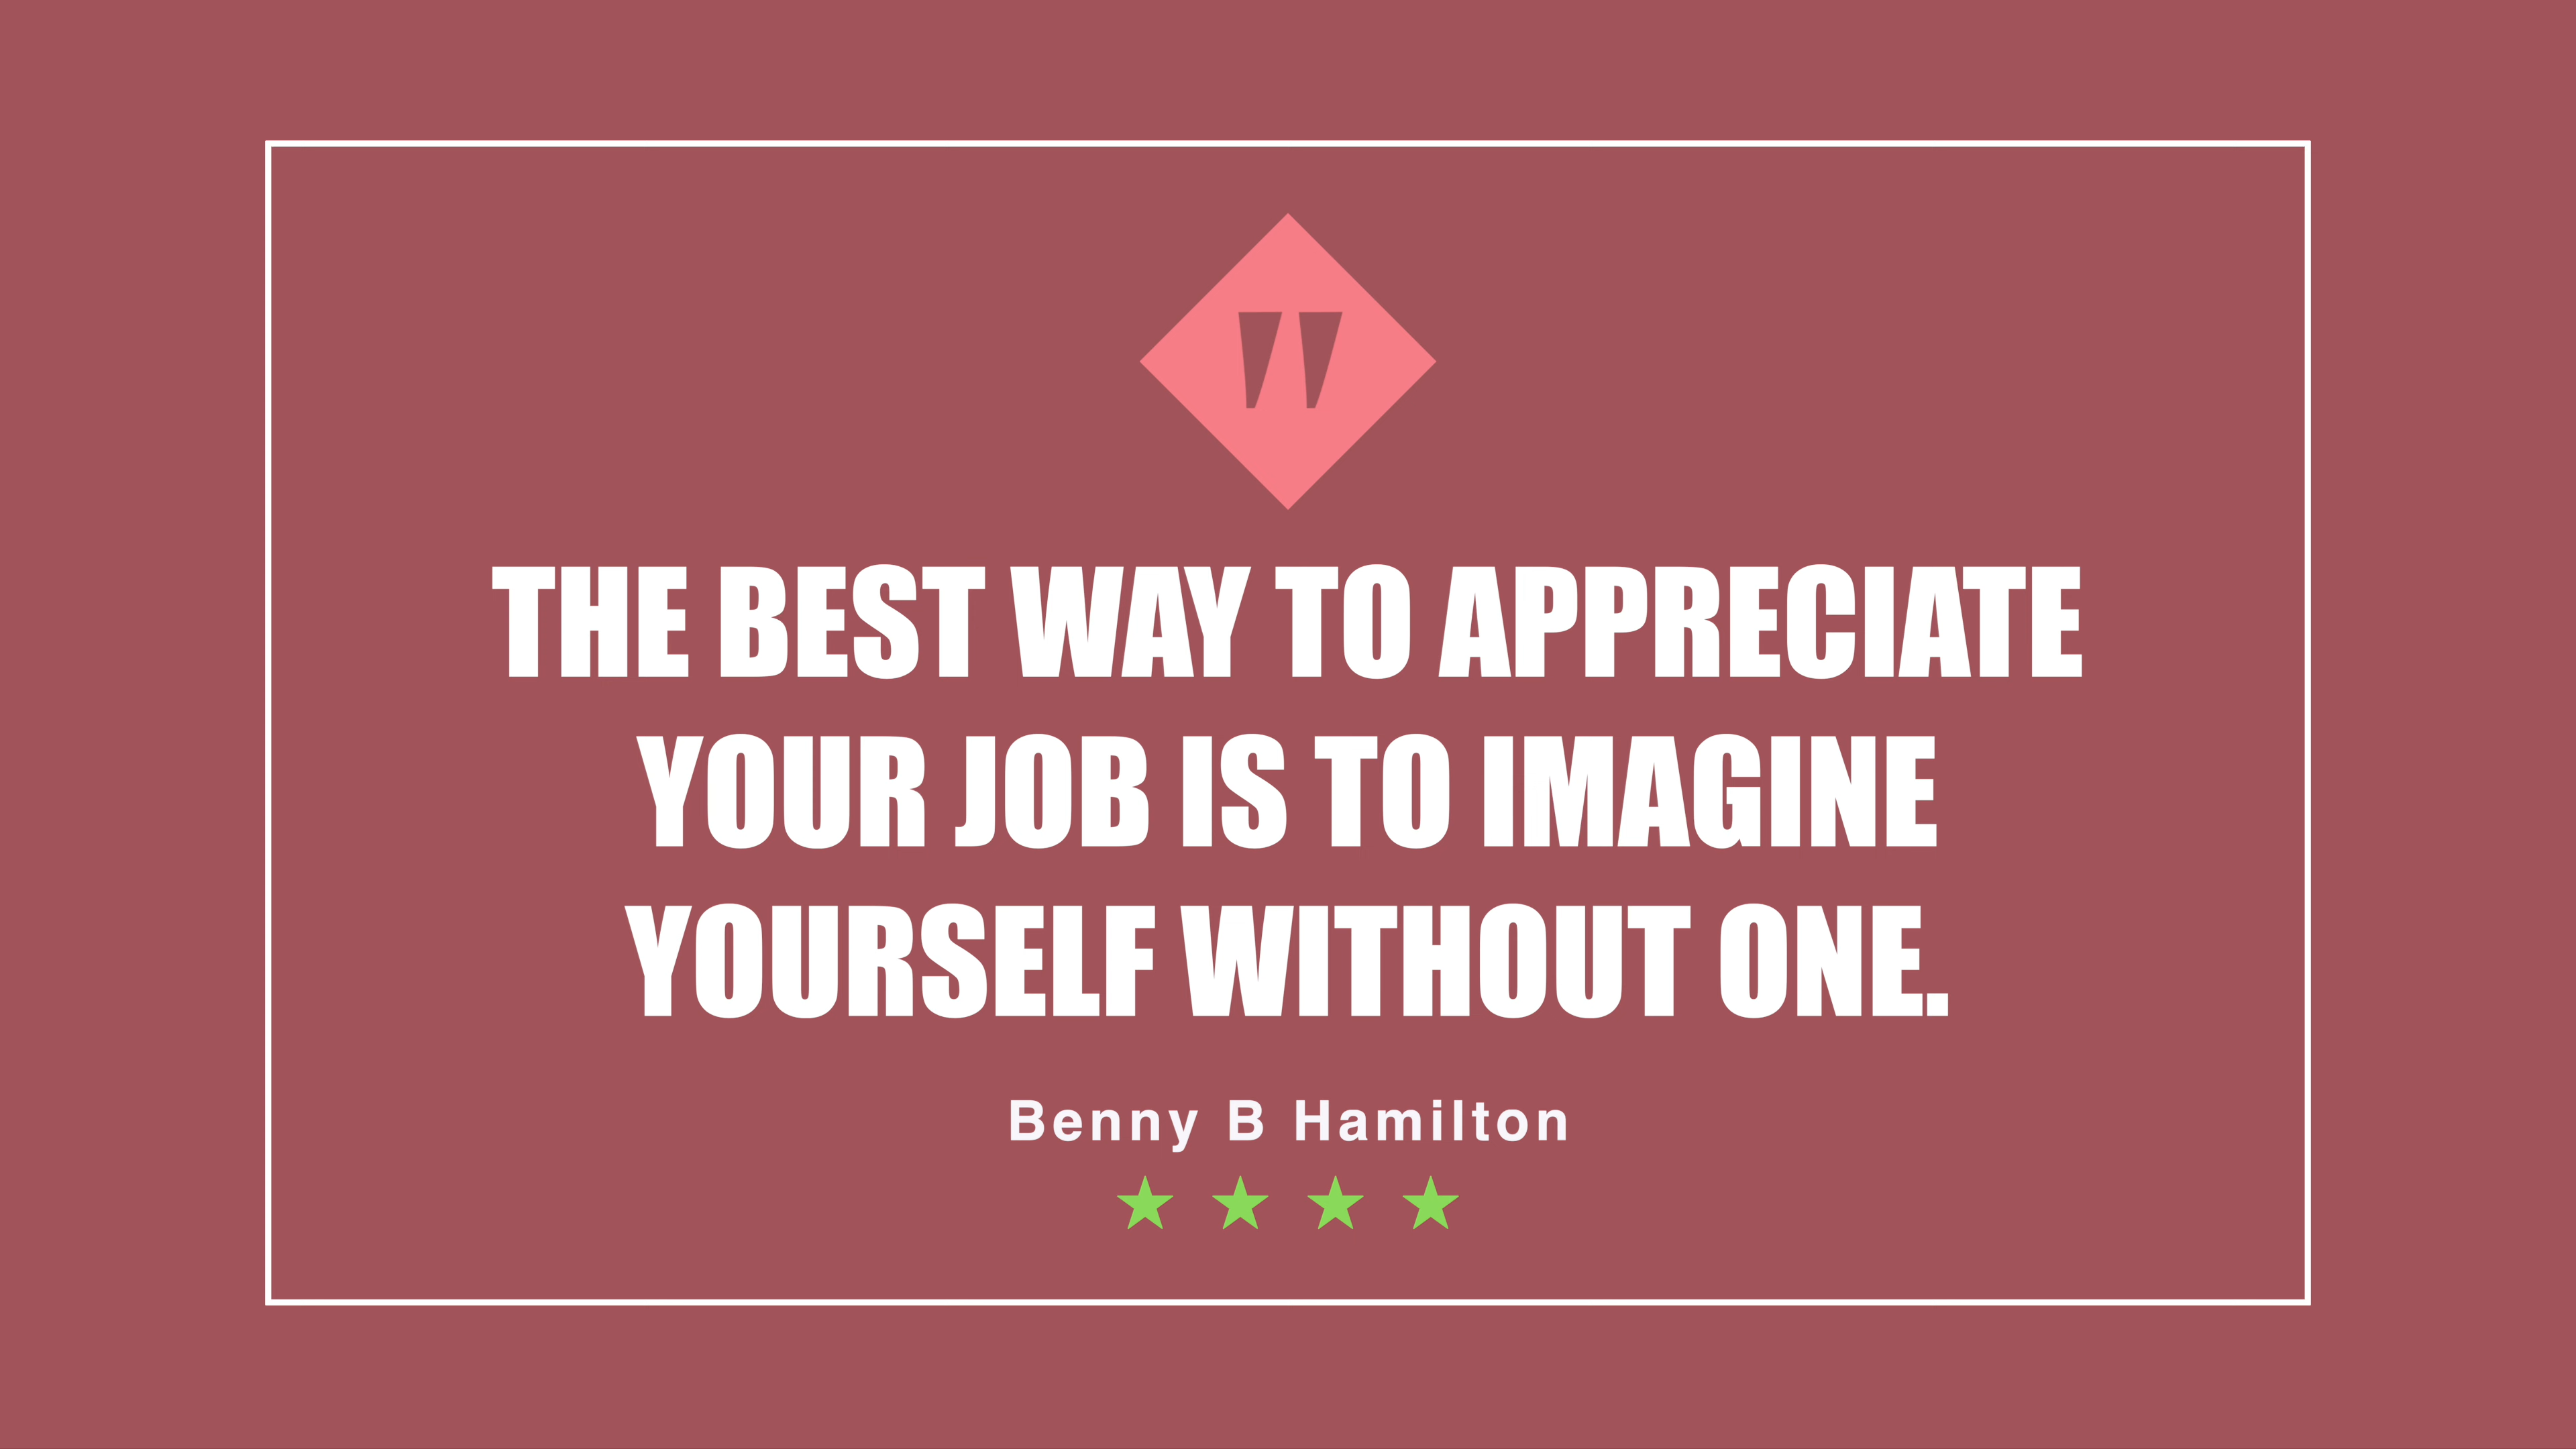 "
THE BEST WAY TO APPRECIATE
YOUR JOB IS TO IMAGINE
YOURSELF WITHOUT ONE.
Benny B Hamilton